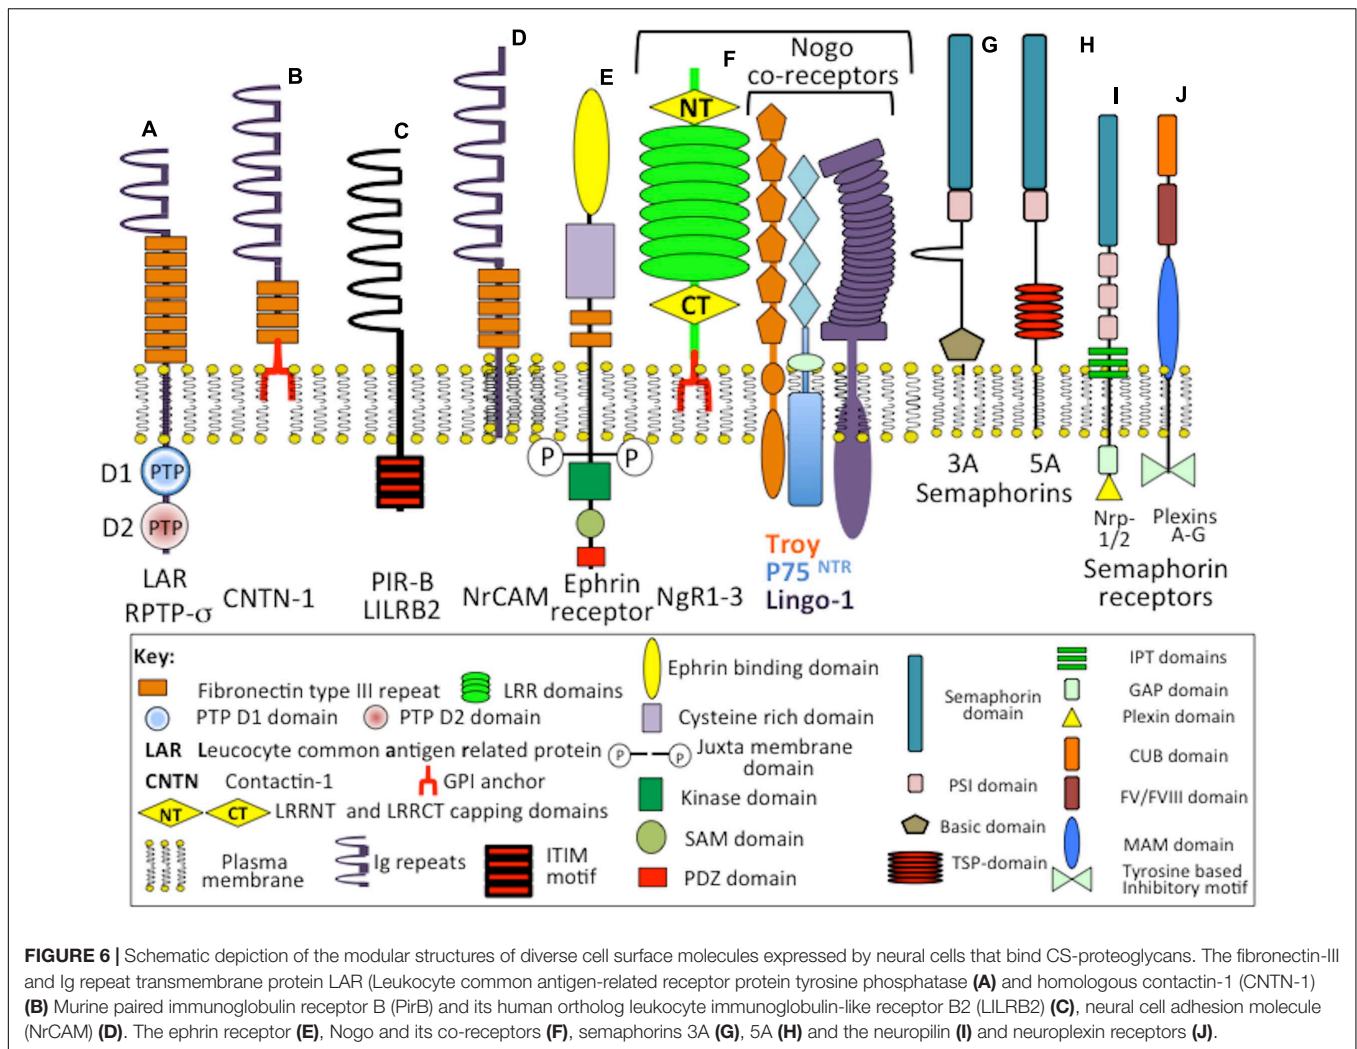 A
B
C
D
E
F
G
H
I
J
Nogo
co-receptors
NT
CT
D1
PTP
D2
PTP
P
P
LAR
RPTP-σ
CNTN-1
PIR-B
LILRB2
NrCAM
Ephrin
receptor
NgR1-3
Troy
P75 NTR
Lingo-1
3A
5A
Semaphorins
Nrp-
1/2
Plexins
A-G
Semaphorin
receptors
Key:
Fibronectin type III repeat
LRR domains
PTP D1 domain
PTP D2 domain
LAR Leucocyte common antigen related protein
CNTN Contactin-1
GPI anchor
NT CT LRRNT and LRRCT capping domains
Plasma
membrane
Ig repeats
ITIM
motif
Ephrin binding domain
Cysteine rich domain
P P Juxta membrane
domain
Kinase domain
SAM domain
PDZ domain
Semaphorin
domain
PSI domain
Basic domain
TSP-domain
IPT domains
GAP domain
Plexin domain
CUB domain
FV/FVIII domain
MAM domain
Tyrosine based
Inhibitory motif
FIGURE 6 | Schematic depiction of the modular structures of diverse cell surface molecules expressed by neural cells that bind CS-proteoglycans. The fibronectin-III
and Ig repeat transmembrane protein LAR (Leukocyte common antigen-related receptor protein tyrosine phosphatase (A) and homologous contactin-1 (CNTN-1)
(B) Murine paired immunoglobulin receptor B (PirB) and its human ortholog leukocyte immunoglobulin-like receptor B2 (LILRB2) (C), neural cell adhesion molecule
(NrCAM) (D). The ephrin receptor (E), Nogo and its co-receptors (F), semaphorins 3A (G), 5A (H) and the neuropilin (I) and neuroplexin receptors (J).